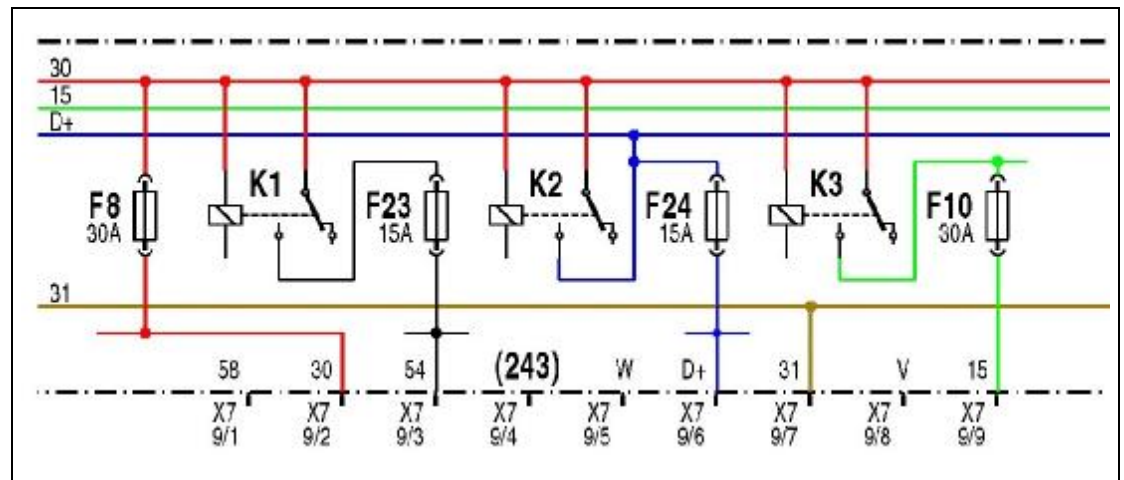 30
15
D+
K1
K2
K3
F8
30A
F23
15A
F24
15A
F10
30A
31
58
30
54
(243)
W
D+
31
V
15
X7
X7
X7
X7
X7
X7
X7
X7
X7
9/1
9/2
9/3
9/4
9/5
9/6
9/7
9/8
9/9